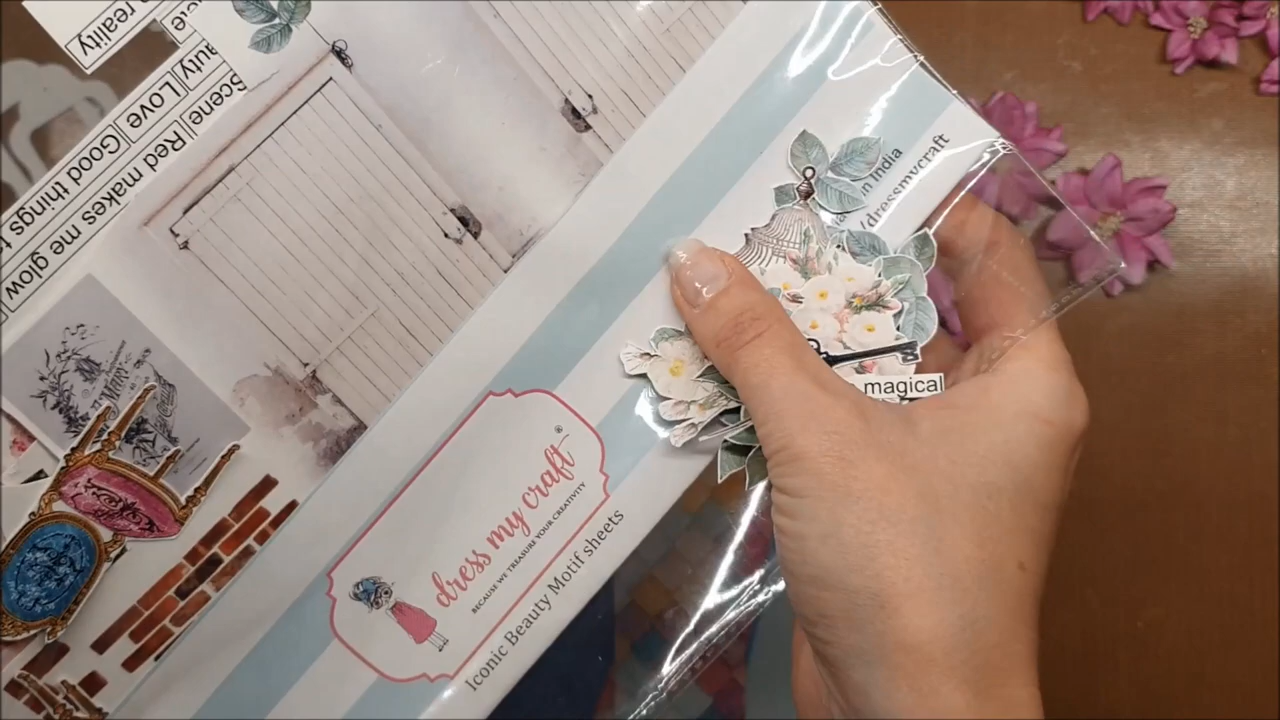 reality
auty Love Good things
Scene Red makes me glow
in India
/dressmycraft
magical
dress my craft®
BECAUSE WE TREASURE YOUR CREATIVITY
Iconic Beauty Motif sheets